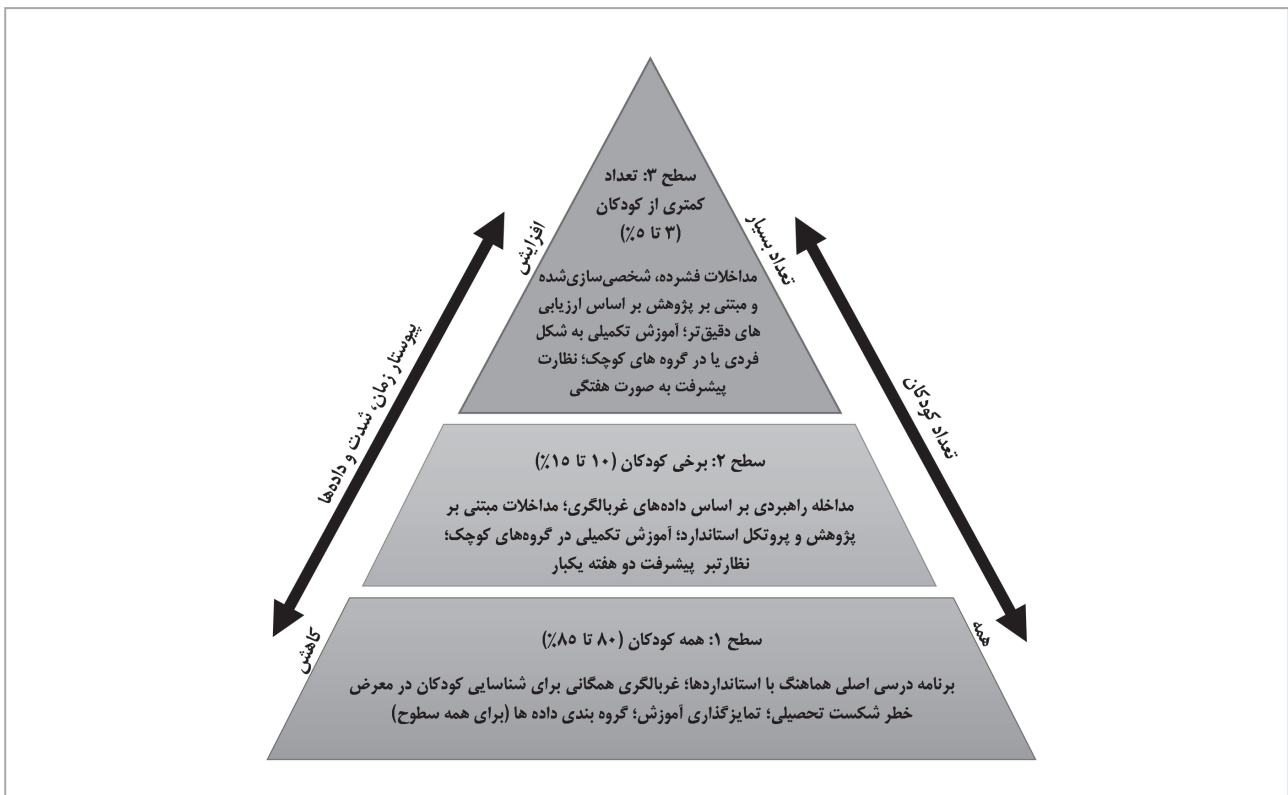 سطح ۳: تعداد
کمتری از کودکان
(۳ تا ۵٪)
مداخلات فشرده، شخصی‌سازی‌شده
و مبتنی بر پژوهش بر اساس ارزیابی
های دقیق‌تر؛ آموزش تکمیلی به شکل
فردی یا در گروه های کوچک؛ نظارت
پیشرفت به صورت هفتگی
سطح ۲: برخی کودکان (۱۰ تا ۱۵٪)
مداخله راهبردی بر اساس داده‌های غربالگری؛ مداخلات مبتنی بر
پژوهش و پروتکل استاندارد؛ آموزش تکمیلی در گروه‌های کوچک؛
نظارتبر پیشرفت دو هفته یکبار
سطح ۱: همه کودکان (۸۰ تا ۸۵٪)
برنامه درسی اصلی هماهنگ با استانداردها؛ غربالگری همگانی برای شناسایی کودکان در معرض
خطر شکست تحصیلی؛ تمایزگذاری آموزش؛ گروه بندی داده ها (برای همه سطوح)
تعداد بسیار
تعداد کودکان
همه
افزایش
پیوستار زمان، شدت و داده‌ها
کاهش